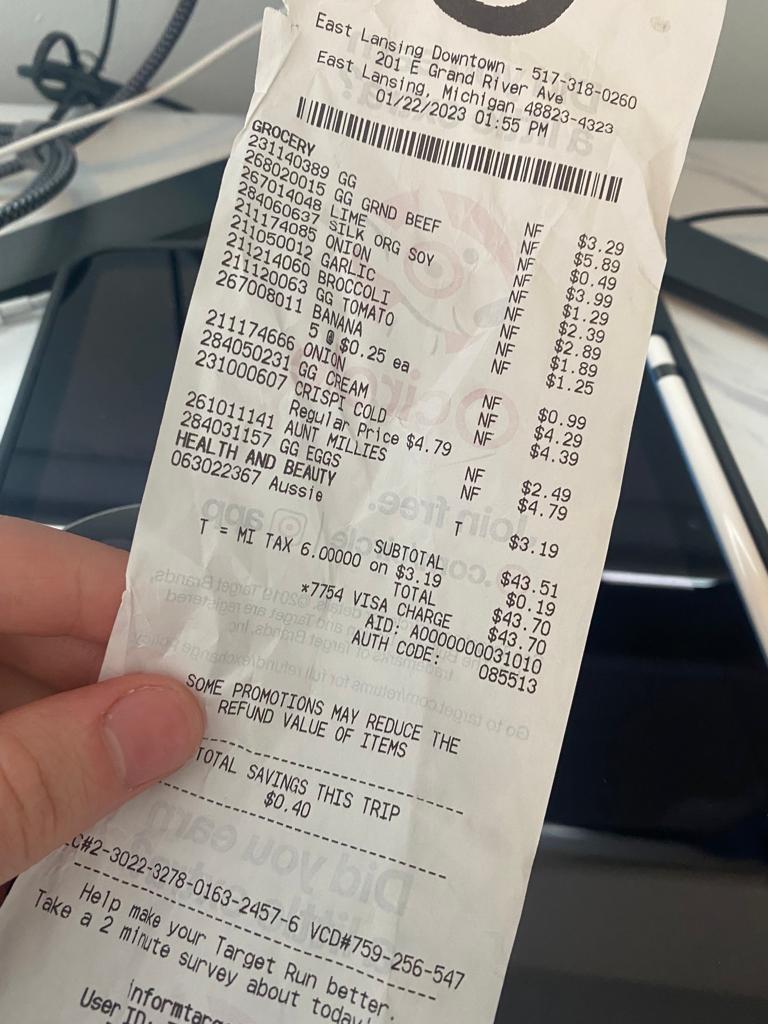 East Lansing Downtown - 517-318-0260
201 E Grand River Ave
East Lansing, Michigan 48823-4323
01/22/2023 01:55 PM
GROCERY
231140389 GG NF $3.29
268020015 GG GRND BEEF NF $5.89
267014048 LIME NF $0.49
284060637 SILK ORG SOY NF $3.99
211174085 ONION NF $1.29
211050012 GARLIC NF $2.39
211214060 BROCCOLI NF $2.89
211120063 GG TOMATO NF $1.89
267008011 BANANA NF $1.25
5 @ $0.25 ea
211174666 ONION NF $0.99
284050231 GG CREAM NF $4.29
231000607 CRISPI COLD NF $4.39
Regular Price $4.79
261011141 AUNT MILLIES NF $2.49
284031157 GG EGGS NF $4.79
HEALTH AND BEAUTY
063022367 Aussie T $3.19
SUBTOTAL $43.51
T = MI TAX 6.00000 on $3.19 $0.19
TOTAL $43.70
*7754 VISA CHARGE $43.70
AID: A0000000031010
AUTH CODE: 085513
SOME PROMOTIONS MAY REDUCE THE
REFUND VALUE OF ITEMS
TOTAL SAVINGS THIS TRIP
$0.40
C#2-3022-3278-0163-2457-6 VCD#759-256-547
Help make your Target Run better.
Take a 2 minute survey about today
informtarg
User ID: